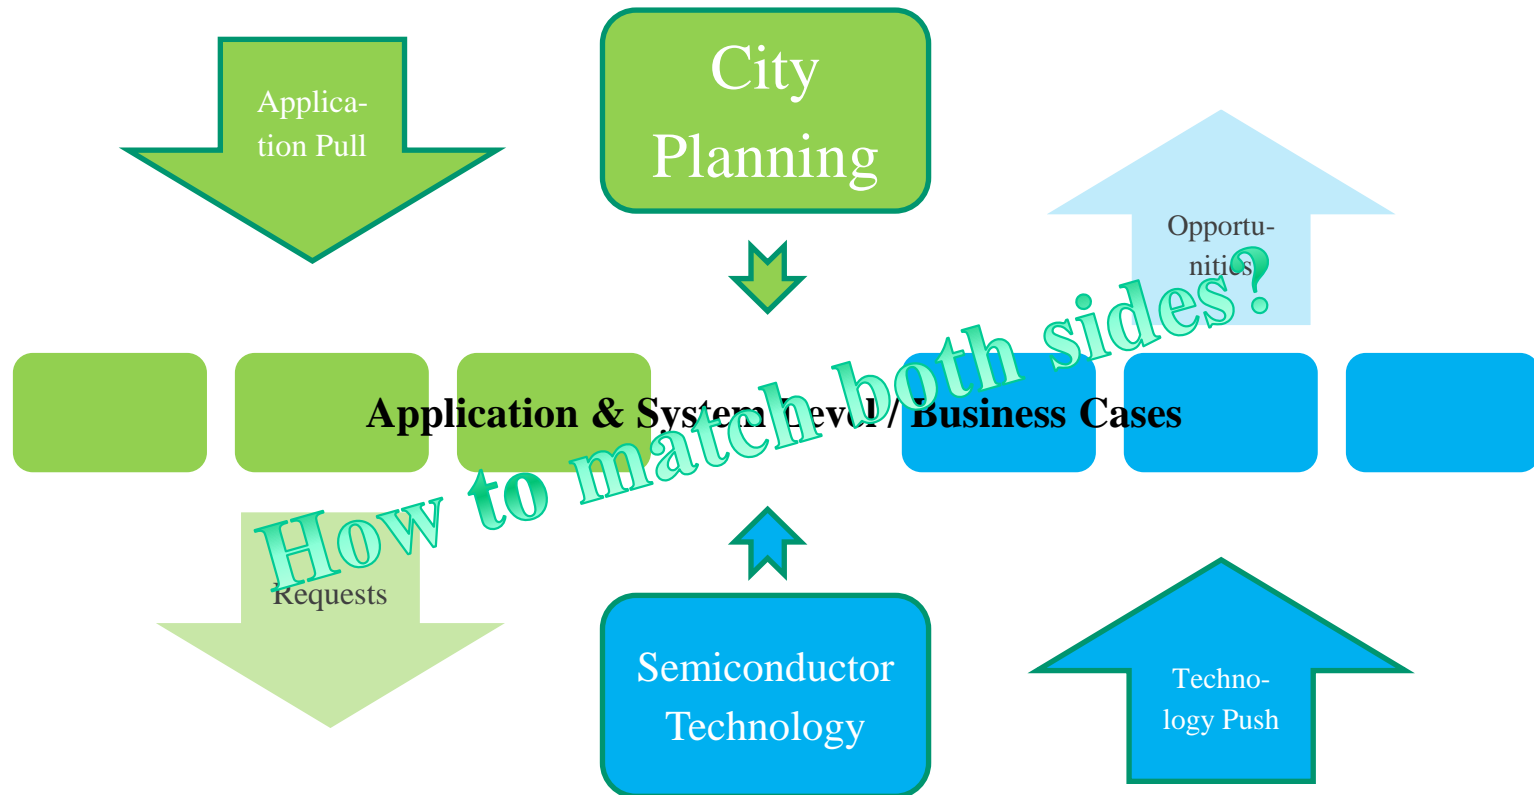 City
Planning
Applica-
tion Pull
Opportu-
nities
How to match both sides?
Application & System Level / Business Cases
Requests
Semiconductor
Technology
Techno-
logy Push